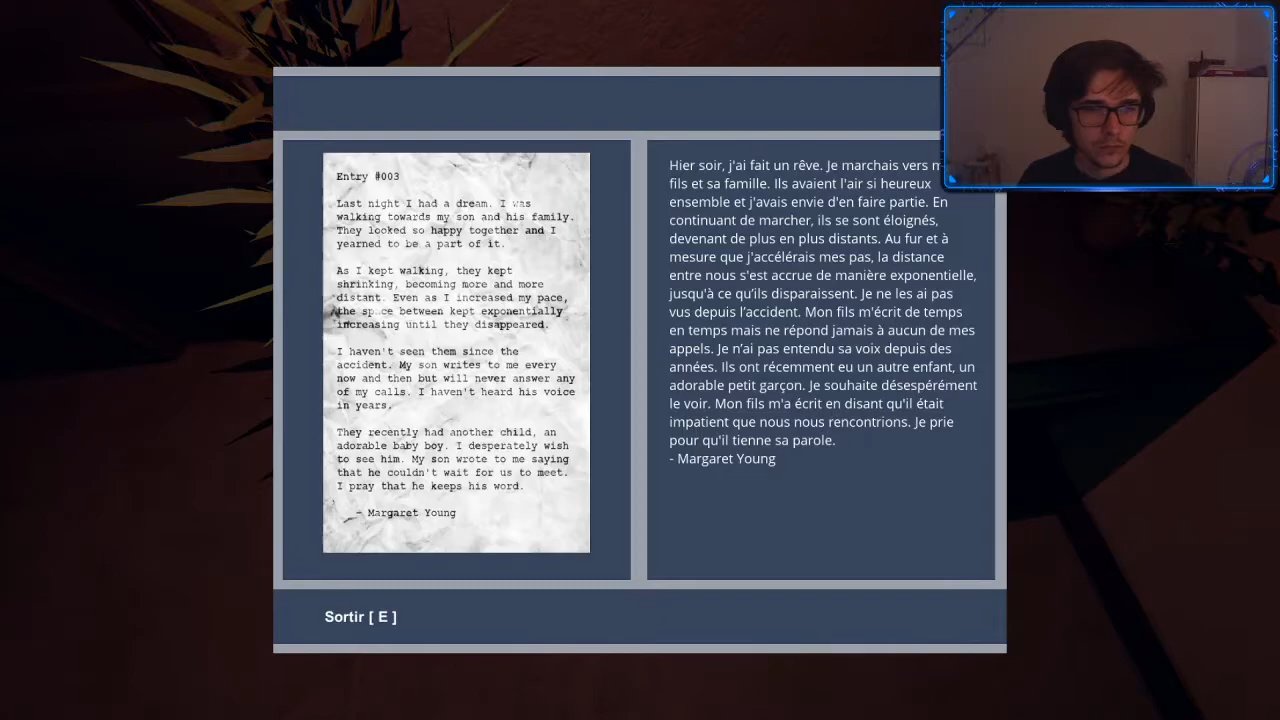 Entry #003
Last night I had a dream. I was
walking towards my son and his family.
They looked so happy together and I
yearned to be a part of it.
As I kept walking, they kept
shrinking, becoming more and more
distant. Even as I increased my pace,
the space between kept exponentially
increasing until they disappeared.
I haven't seen them since the
accident. My son writes to me every
now and then but will never answer any
of my calls. I haven't heard his voice
in years.
They recently had another child, an
adorable baby boy. I desperately wish
to see him. My son wrote to me saying
that he couldn't wait for us to meet.
I pray that he keeps his word.
- Margaret Young
Hier soir, j'ai fait un rêve. Je marchais vers
fils et sa famille. Ils avaient l'air si heureux
ensemble et j'avais envie d'en faire partie. En
continuant de marcher, ils se sont éloignés,
devenant de plus en plus distants. Au fur et à
mesure que j'accélérais mes pas, la distance
entre nous s'est accrue de manière exponentielle,
jusqu'à ce qu'ils disparaissent. Je ne les ai pas
vus depuis l'accident. Mon fils m'écrit de temps
en temps mais ne répond jamais à aucun de mes
appels. Je n'ai pas entendu sa voix depuis des
années. Ils ont récemment eu un autre enfant, un
adorable petit garçon. Je souhaite désespérément
le voir. Mon fils m'a écrit en disant qu'il était
impatient que nous nous rencontrions. Je prie
pour qu'il tienne sa parole.
- Margaret Young
Sortir [ E ]